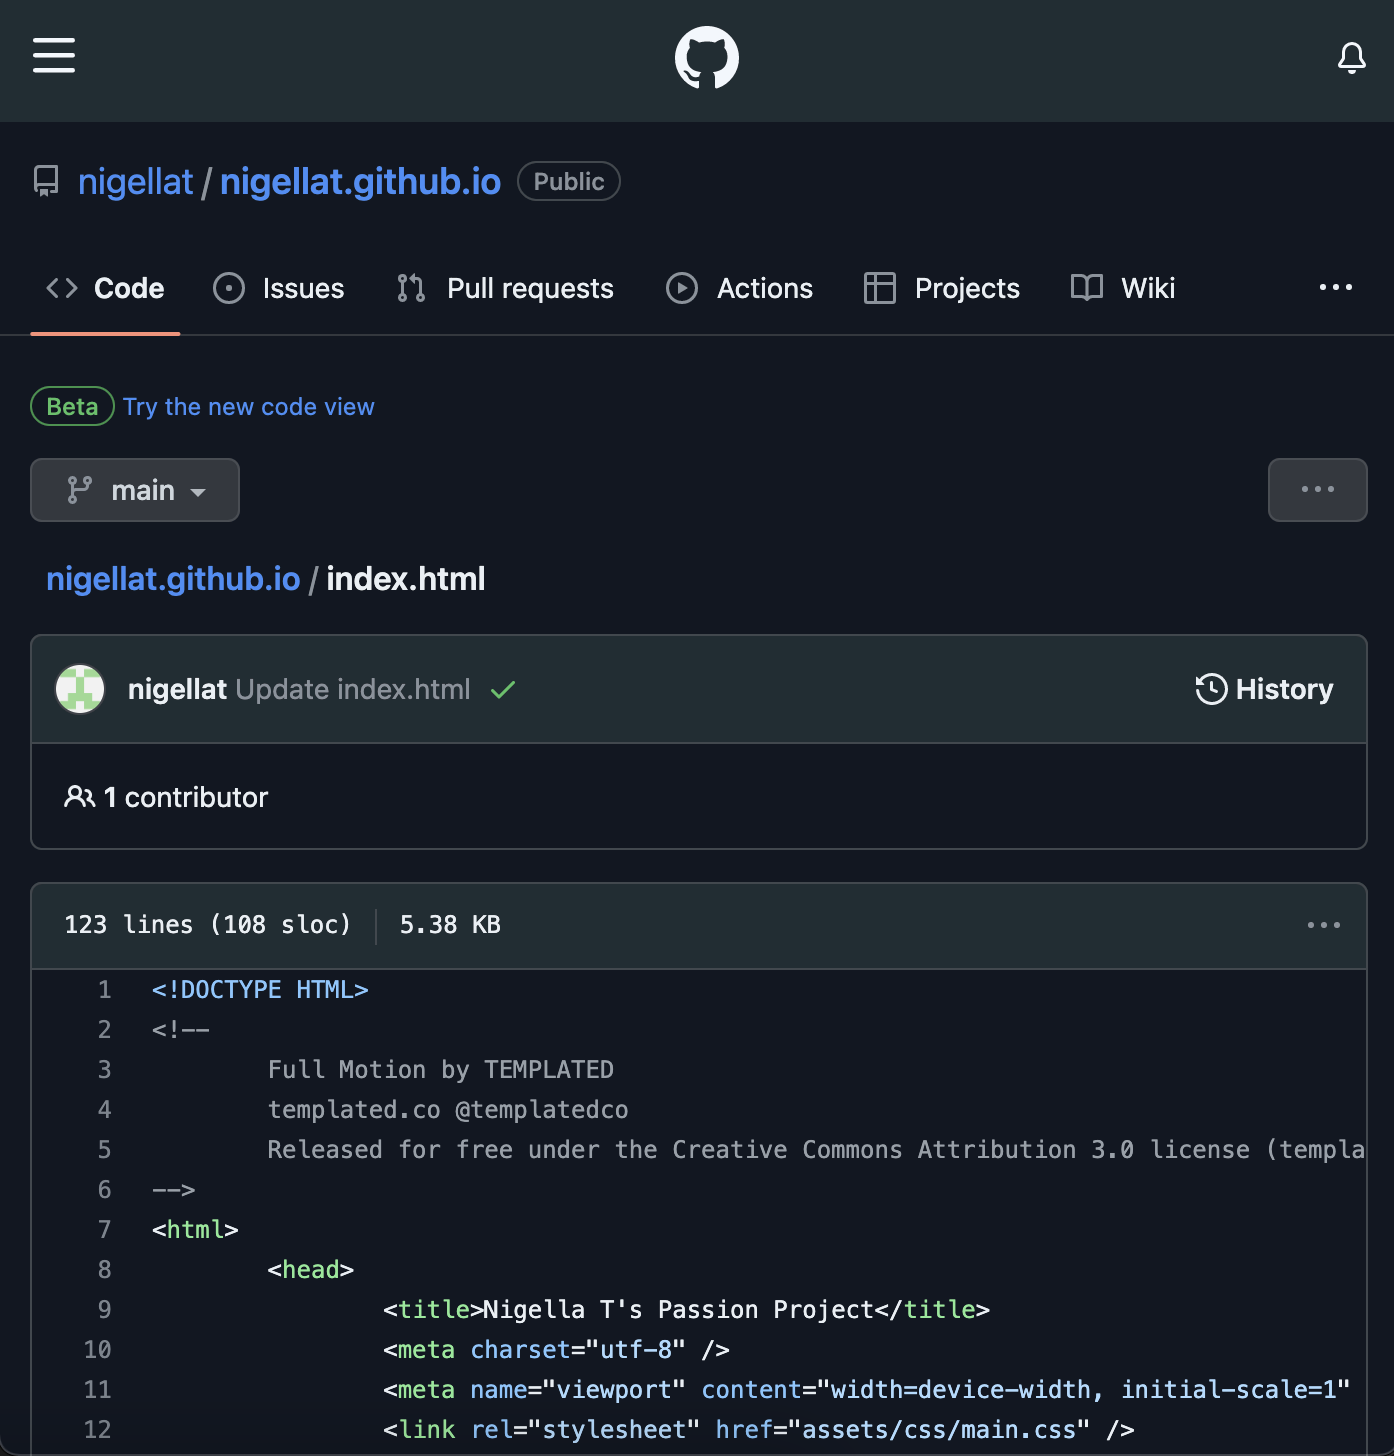 nigellat / nigellat.github.io Public
Code Issues Pull requests Actions Projects Wiki
Beta Try the new code view
main
nigellat.github.io / index.html
nigellat Update index.html History
1 contributor
123 lines (108 sloc) 5.38 KB
1 <!DOCTYPE HTML>
2 <!--
3 Full Motion by TEMPLATED
4 templated.co @templatedco
5 Released for free under the Creative Commons Attribution 3.0 license (templa
6 -->
7 <html>
8 <head>
9 <title>Nigella T's Passion Project</title>
10 <meta charset="utf-8" />
11 <meta name="viewport" content="width=device-width, initial-scale=1"
12 <link rel="stylesheet" href="assets/css/main.css" />